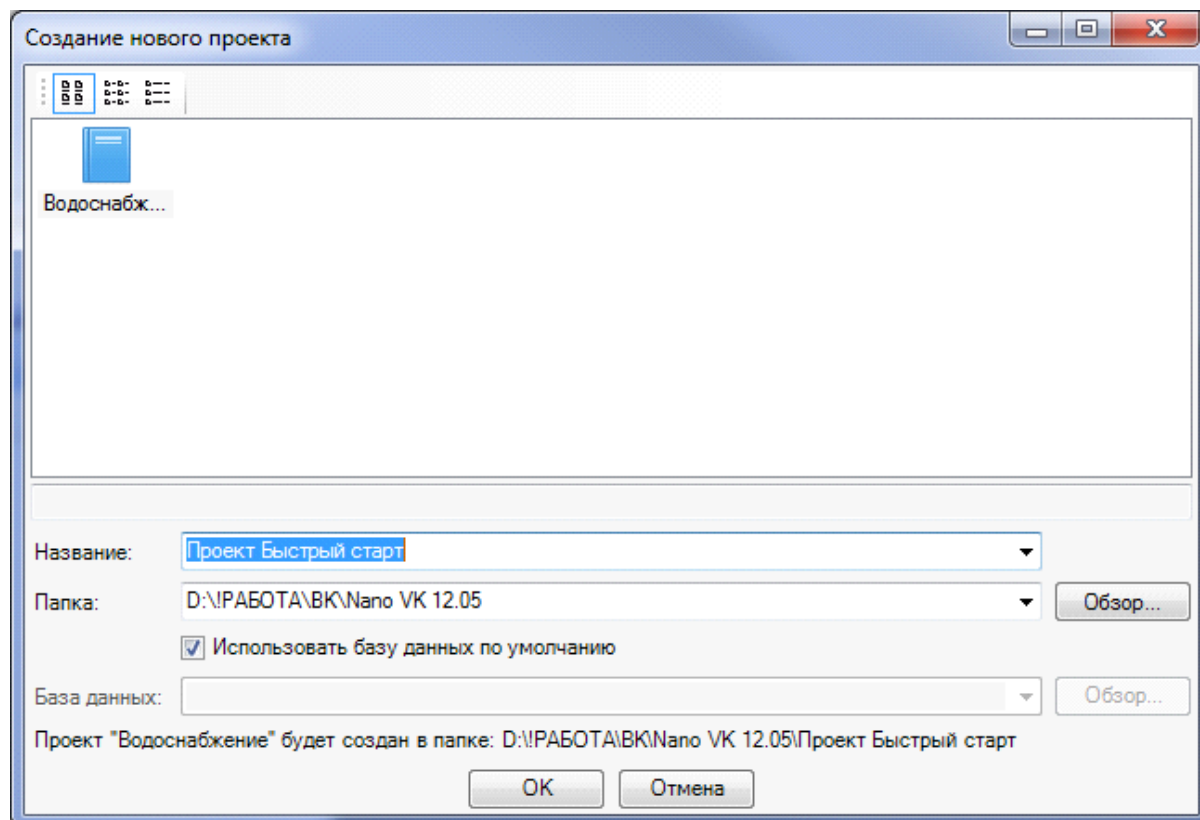 Создание нового проекта
Водоснабж...
Название: Проект Быстрый старт
Папка: D:\!РАБОТА\ВК\Nano VK 12.05 Обзор...
Использовать базу данных по умолчанию
База данных: Обзор...
Проект "Водоснабжение" будет создан в папке: D:\!РАБОТА\ВК\Nano VK 12.05\Проект Быстрый старт
OK Отмена